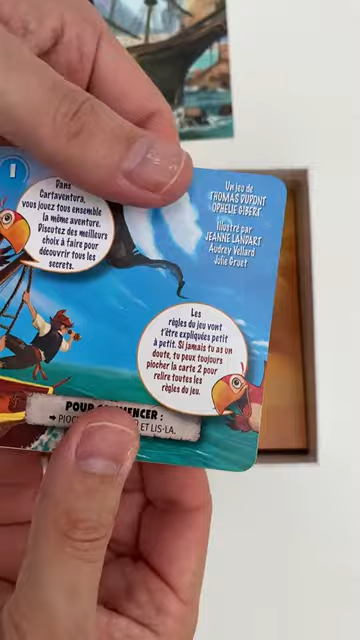 1
Dans
Cartaventura,
vous jouez tous ensemble
la même aventure.
Discutez des meilleurs
choix à faire pour
découvrir tous les
secrets.
Un jeu de
THOMAS DUPONT
OPHÉLIE GIBERT
Illustré par
JEANNE LANDART
Audrey Vellard
Julie Gruet
Les
règles du jeu vont
t'être expliquées petit
à petit. Si jamais tu as un
doute, tu peux toujours
piocher la carte 2 pour
relire toutes les
règles du jeu.
ET LIS-LA.